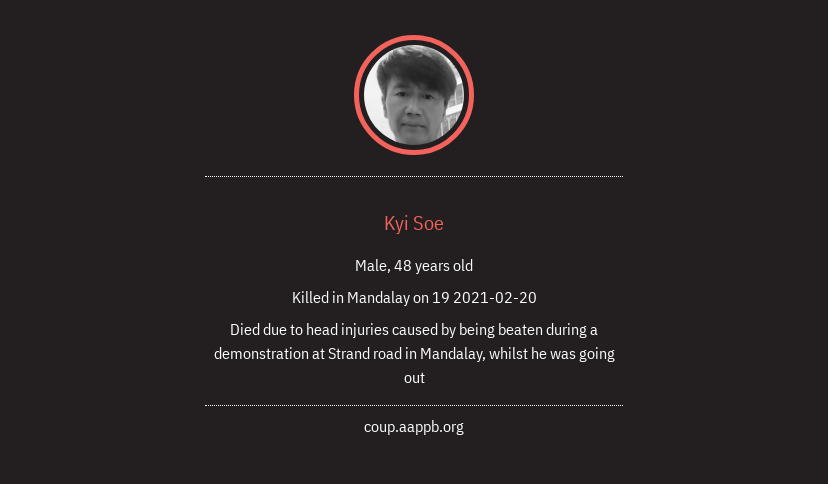 Kyi Soe
Male, 48 years old
Killed in Mandalay on 19 2021-02-20
Died due to head injuries caused by being beaten during a
demonstration at Strand road in Mandalay, whilst he was going
out
coup.aappb.org